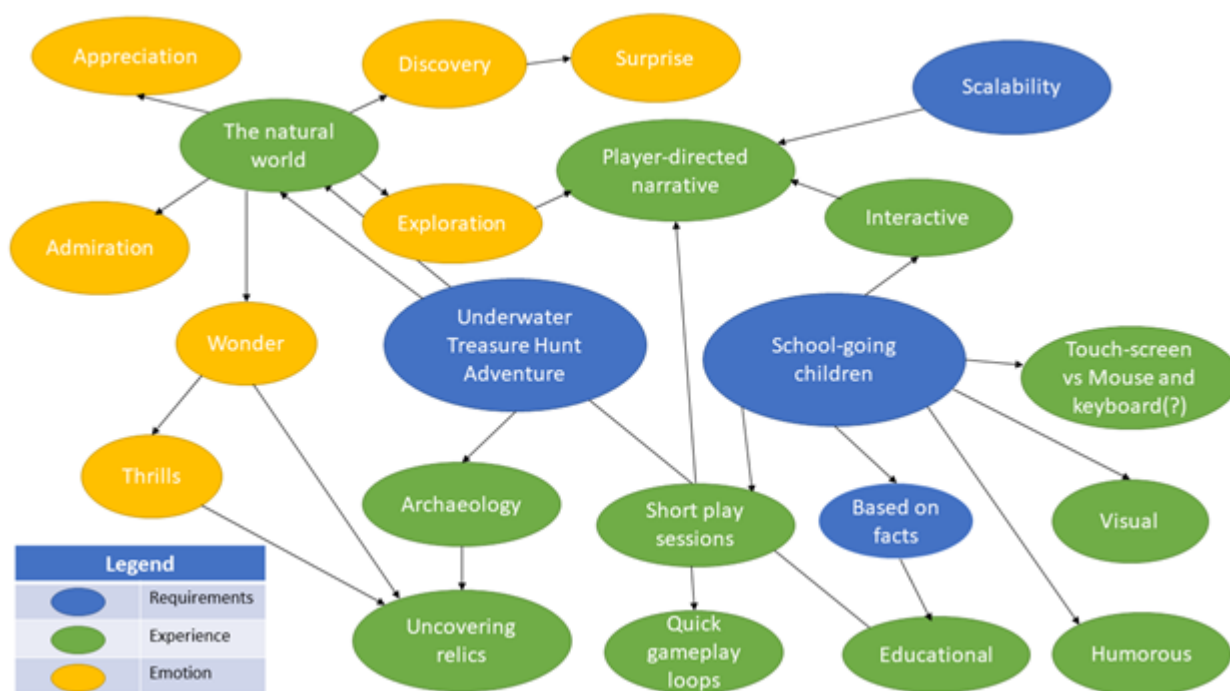 Appreciation
Discovery
Surprise
Scalability
The natural
world
Player-directed
narrative
Interactive
Admiration
Exploration
Wonder
Underwater
Treasure Hunt
Adventure
School-going
children
Touch-screen
vs Mouse and
keyboard(?)
Thrills
Archaeology
Short play
sessions
Based on
facts
Visual
Legend
Requirements
Experience
Emotion
Uncovering
relics
Quick
gameplay
loops
Educational
Humorous